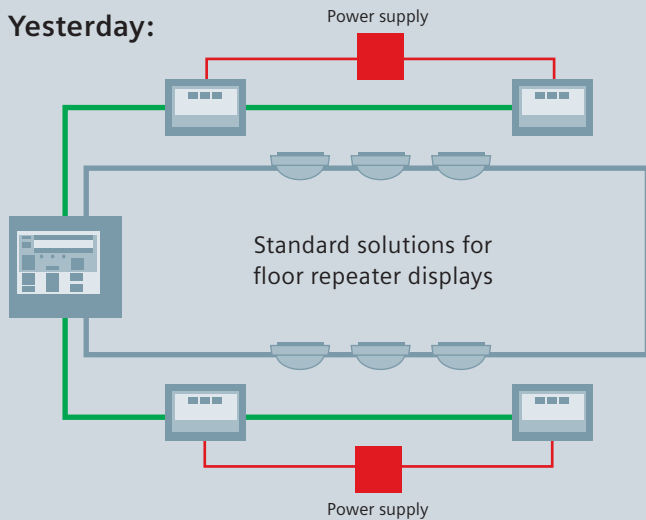 Yesterday:
Power supply
Standard solutions for
floor repeater displays
Power supply